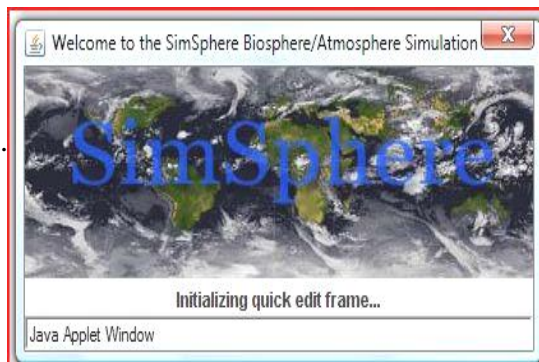 Welcome to the SimSphere Biosphere/Atmosphere Simulation
SimSphere
Initializing quick edit frame...
Java Applet Window